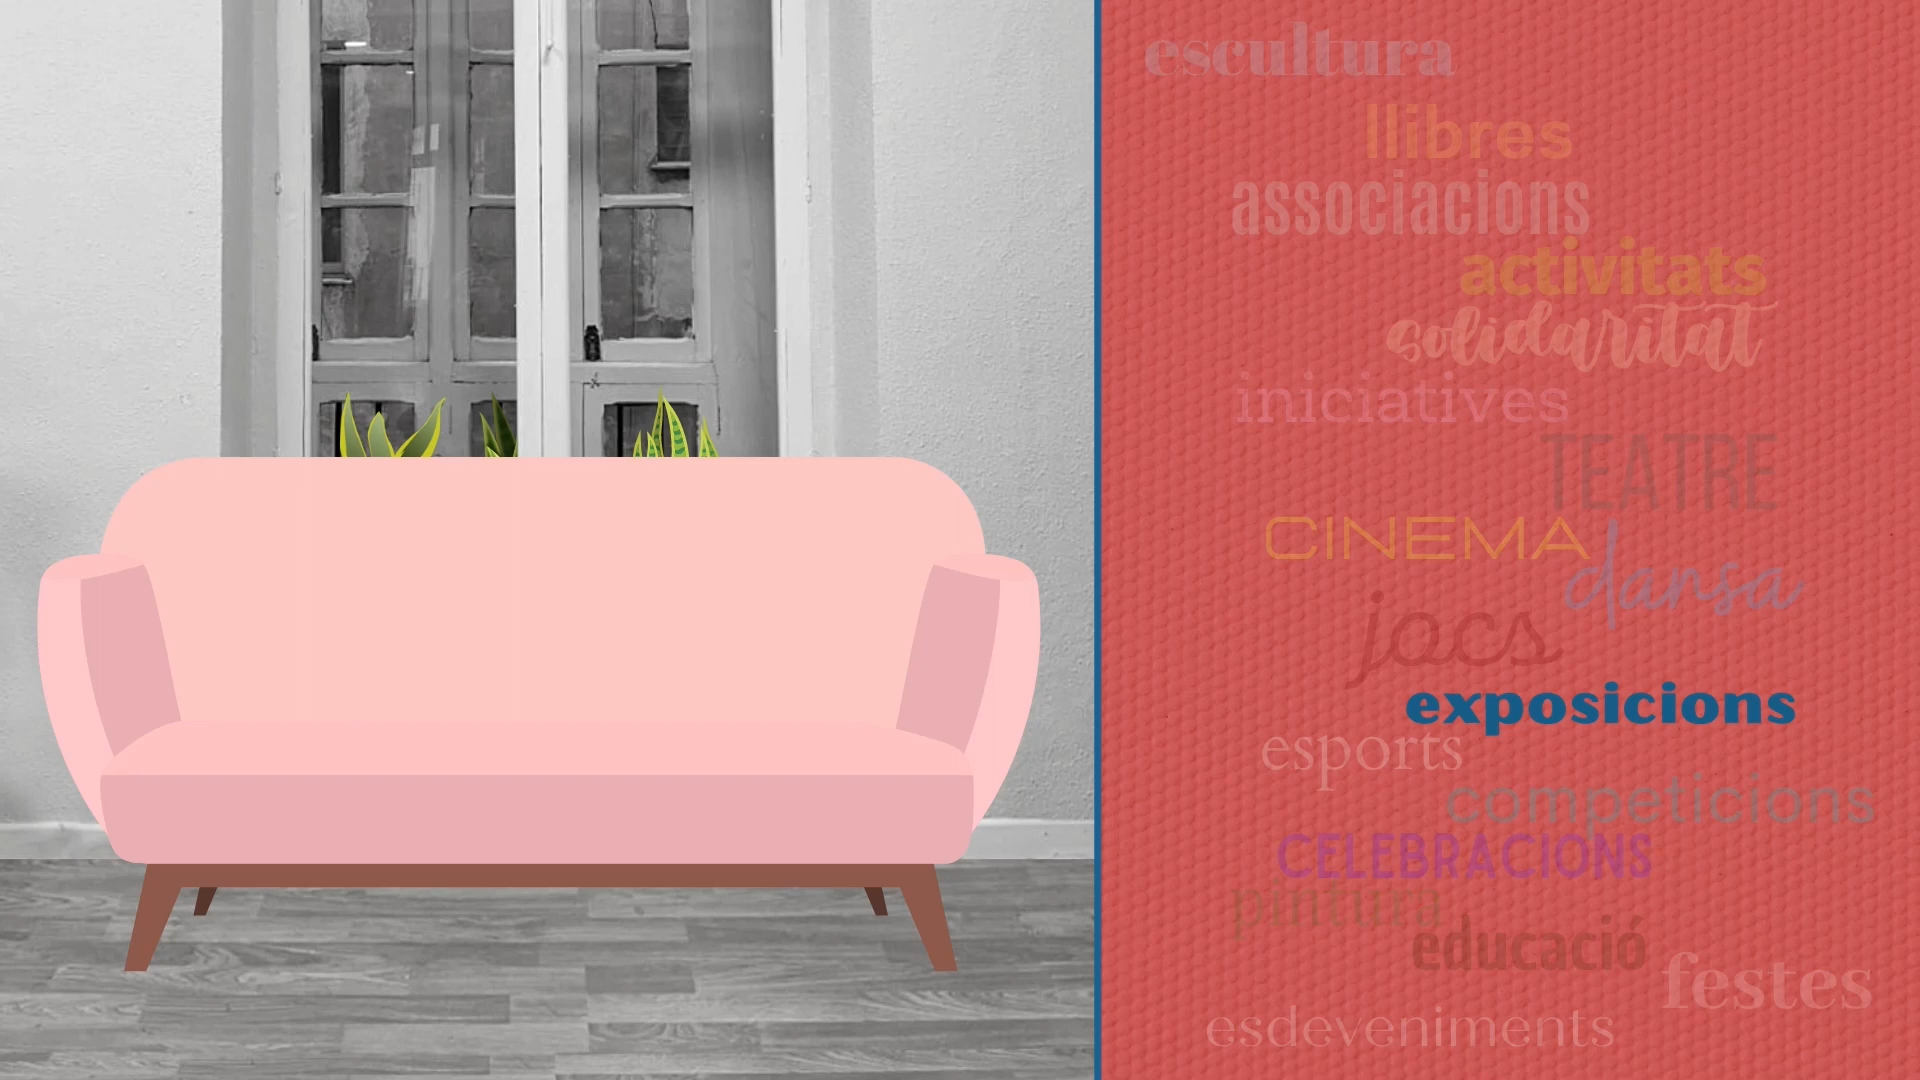 escultura
llibres
associacions
activitats
solidaritat
iniciatives
TEATRE
CINEMA
dansa
jocs
exposicions
esports
competicions
CELEBRACIONS
pintura
educació
festes
esdeveniments